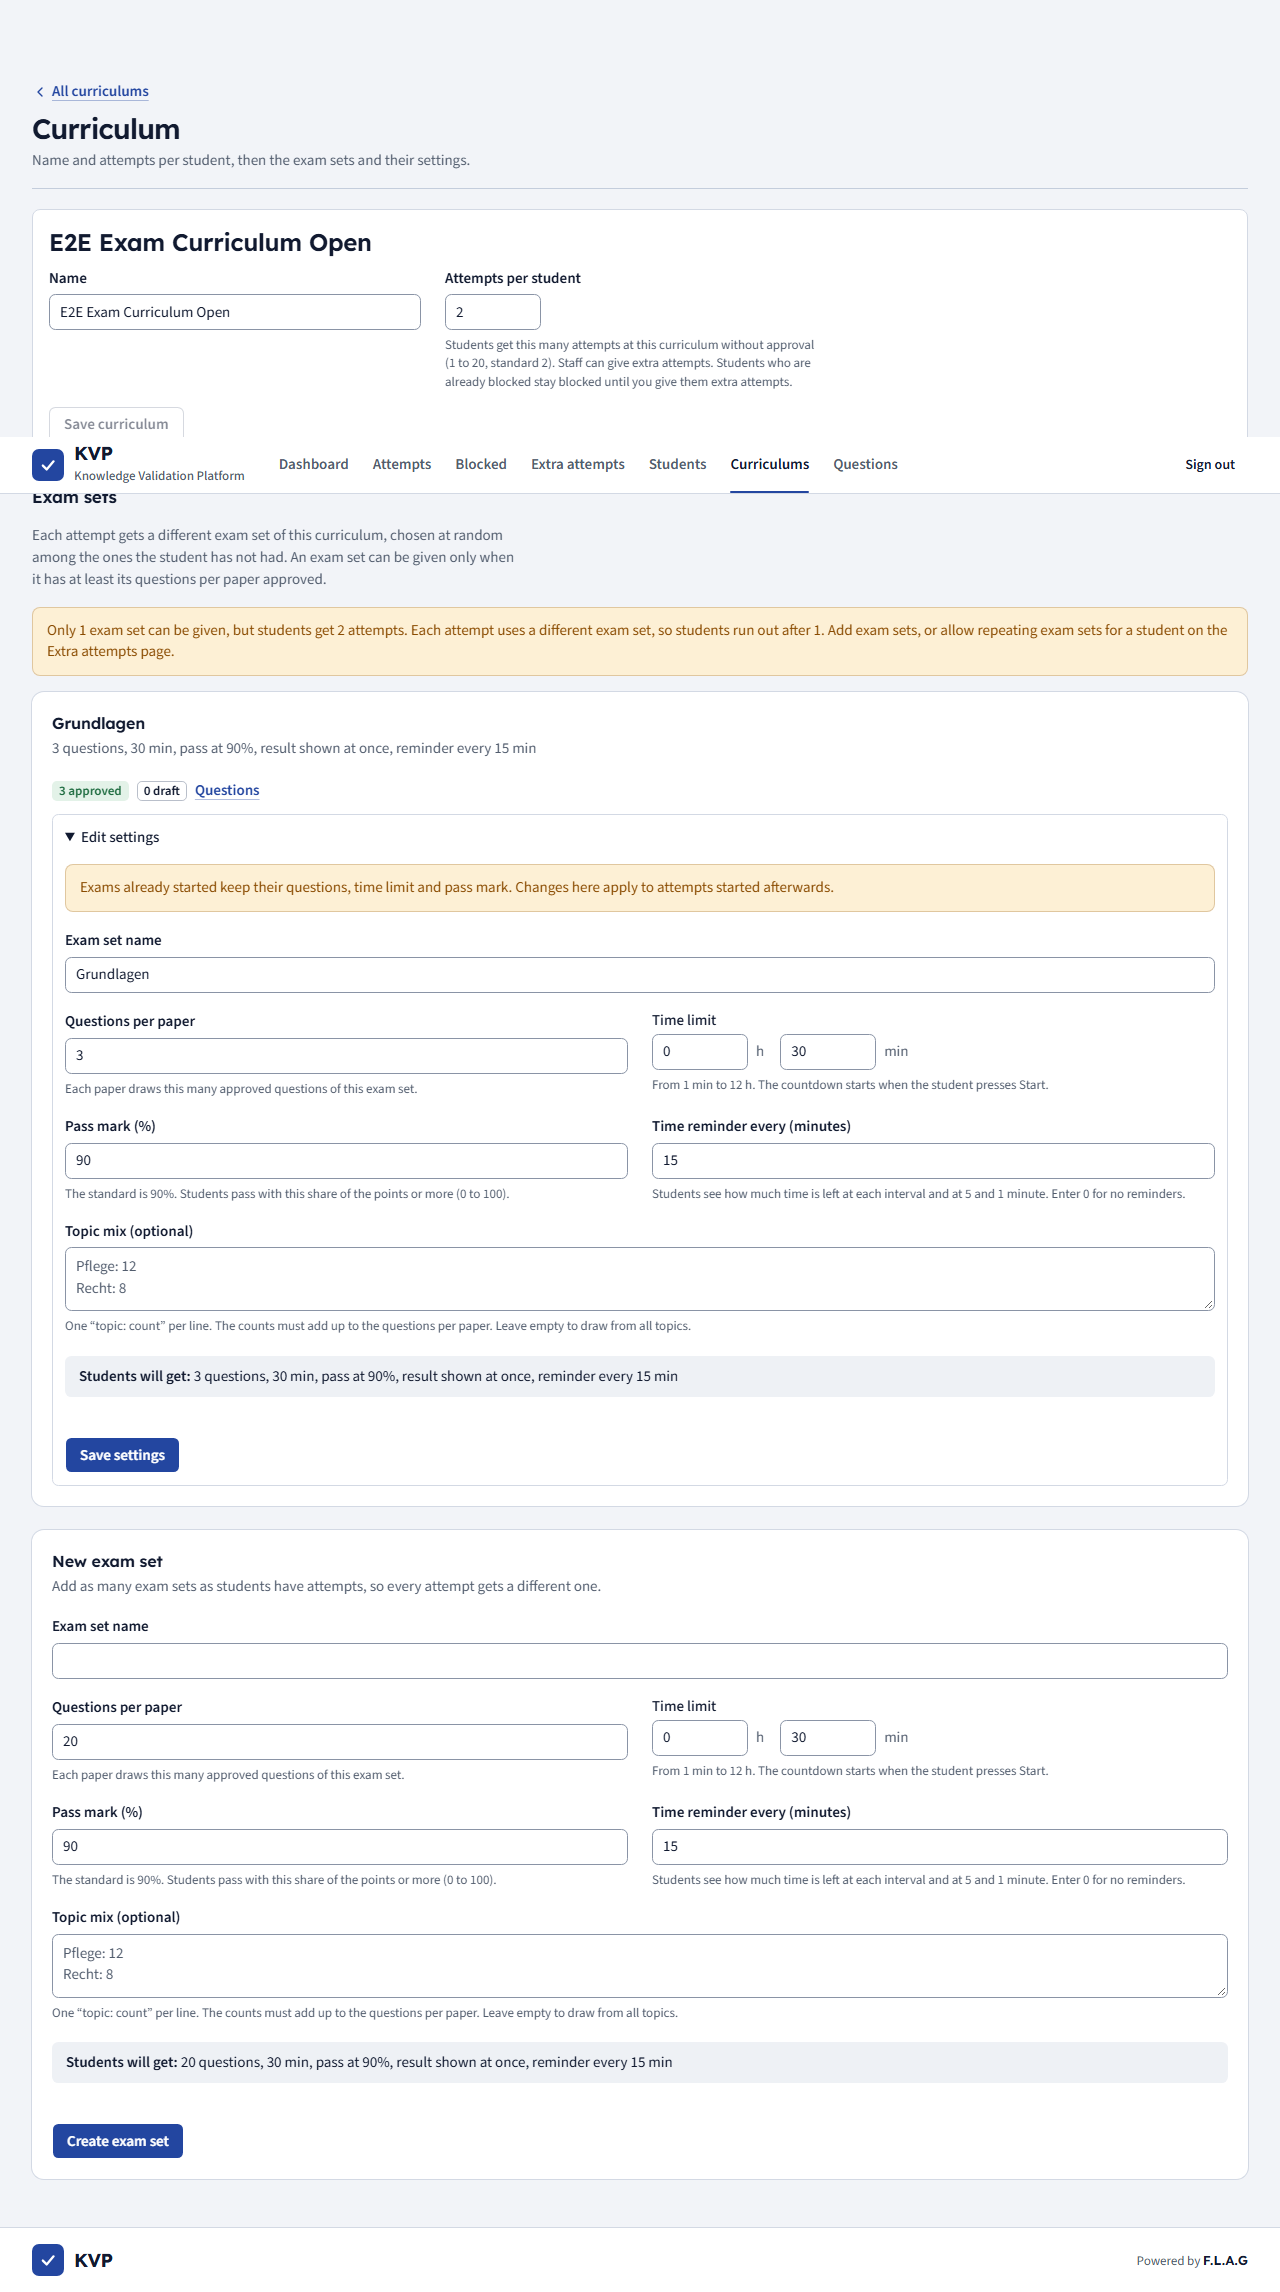 All curriculums
Curriculum
Name and attempts per student, then the exam sets and their settings.
E2E Exam Curriculum Open
Name
Attempts per student
E2E Exam Curriculum Open
2
Students get this many attempts at this curriculum without approval
(1 to 20, standard 2). Staff can give extra attempts. Students who are
already blocked stay blocked until you give them extra attempts.
Save curriculum
KVP
Knowledge Validation Platform
Dashboard
Attempts
Blocked
Extra attempts
Students
Curriculums
Questions
Sign out
Exam sets
Each attempt gets a different exam set of this curriculum, chosen at random
among the ones the student has not had. An exam set can be given only when
it has at least its questions per paper approved.
Only 1 exam set can be given, but students get 2 attempts. Each attempt uses a different exam set, so students run out after 1. Add exam sets, or allow repeating exam sets for a student on the
Extra attempts page.
Grundlagen
3 questions, 30 min, pass at 90%, result shown at once, reminder every 15 min
3 approved
0 draft
Questions
Edit settings
Exams already started keep their questions, time limit and pass mark. Changes here apply to attempts started afterwards.
Exam set name
Grundlagen
Questions per paper
Time limit
3
0 h 30 min
Each paper draws this many approved questions of this exam set.
From 1 min to 12 h. The countdown starts when the student presses Start.
Pass mark (%)
Time reminder every (minutes)
90
15
The standard is 90%. Students pass with this share of the points or more (0 to 100).
Students see how much time is left at each interval and at 5 and 1 minute. Enter 0 for no reminders.
Topic mix (optional)
Pflege: 12
Recht: 8
One “topic: count” per line. The counts must add up to the questions per paper. Leave empty to draw from all topics.
Students will get: 3 questions, 30 min, pass at 90%, result shown at once, reminder every 15 min
Save settings
New exam set
Add as many exam sets as students have attempts, so every attempt gets a different one.
Exam set name
Questions per paper
Time limit
20
0 h 30 min
Each paper draws this many approved questions of this exam set.
From 1 min to 12 h. The countdown starts when the student presses Start.
Pass mark (%)
Time reminder every (minutes)
90
15
The standard is 90%. Students pass with this share of the points or more (0 to 100).
Students see how much time is left at each interval and at 5 and 1 minute. Enter 0 for no reminders.
Topic mix (optional)
Pflege: 12
Recht: 8
One “topic: count” per line. The counts must add up to the questions per paper. Leave empty to draw from all topics.
Students will get: 20 questions, 30 min, pass at 90%, result shown at once, reminder every 15 min
Create exam set
KVP
Powered by F.L.A.G